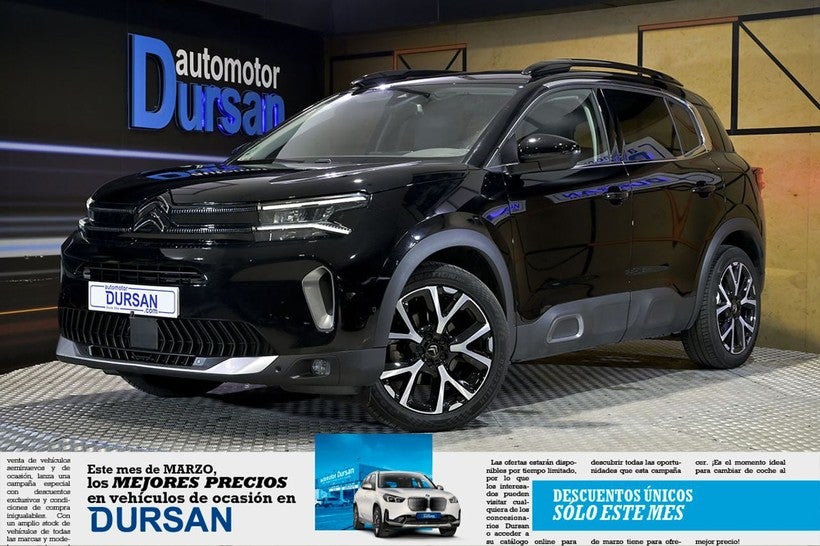 automotor
Dursan
automotor
DURSAN
.com
venta de vehículos
seminuevos y de
ocasión, lanza una
campaña especial
con descuentos
exclusivos y condi-
ciones de compra
inigualables. Con
un amplio stock de
vehículos de todas
las marcas y mode-
Este mes de MARZO,
los MEJORES PRECIOS
en vehículos de ocasión en
DURSAN
automotor Dursan
Las ofertas estarán dispo-
nibles por tiempo limitado,
por lo que
los interesa-
dos pueden
visitar cual-
quiera de los
concesiona-
rios Dursan
o acceder a
su catálogo online para
descubrir todas las oportu-
nidades que esta campaña
de marzo tiene para ofre-
cer. ¡Es el momento ideal
para cambiar de coche al
mejor precio!
DESCUENTOS ÚNICOS
SÓLO ESTE MES